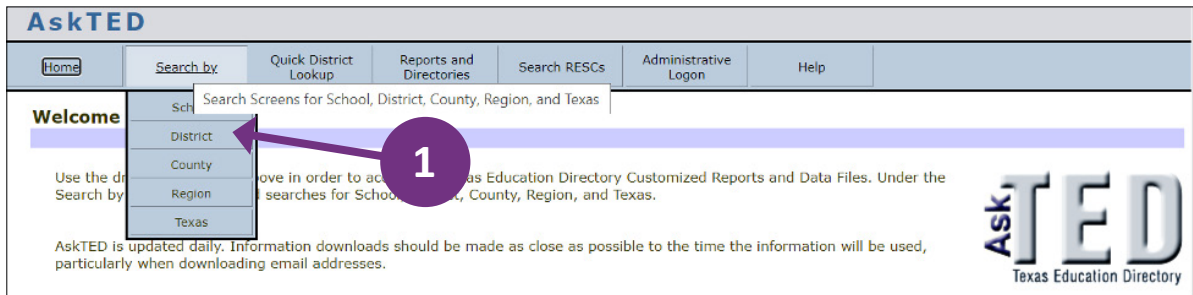 AskTED
Home
Search by
Quick District
Lookup
Reports and
Directories
Search RESCs
Administrative
Logon
Help
Search Screens for School, District, County, Region, and Texas
Welcome
Sch
District
County
Region
Texas
1
Use the dr ove in order to ac as Education Directory Customized Reports and Data Files. Under the
Search by d searches for Schoo t, County, Region, and Texas.
AskTED is updated daily. Information downloads should be made as close as possible to the time the information will be used,
particularly when downloading email addresses.
Ask
TED
Texas Education Directory